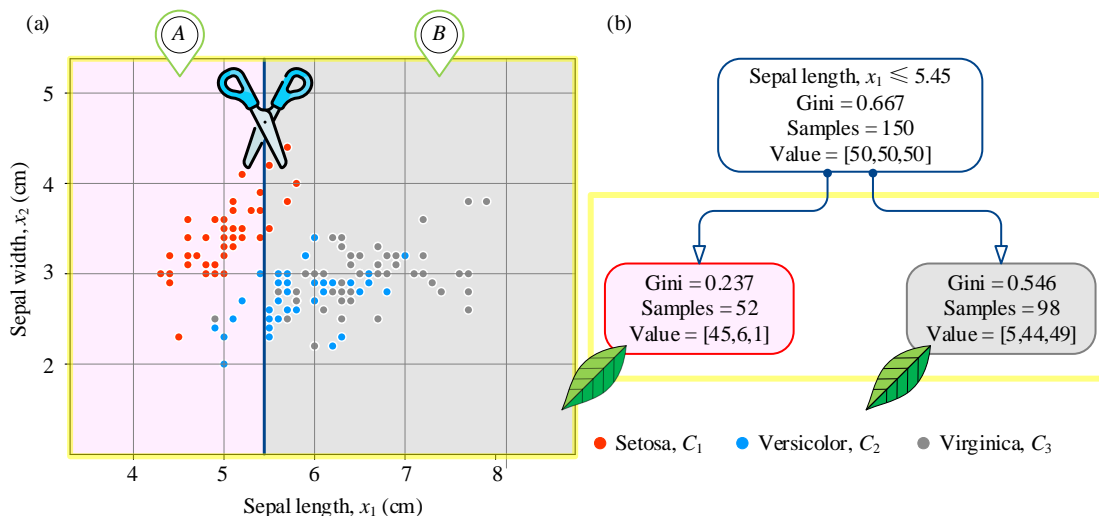 (a)
A
B
5
4
3
2
Sepal width, x₂ (cm)
4
5
6
7
8
Sepal length, x₁ (cm)
(b)
Sepal length, x₁ ⩽ 5.45
Gini = 0.667
Samples = 150
Value = [50,50,50]
Gini = 0.237
Samples = 52
Value = [45,6,1]
Gini = 0.546
Samples = 98
Value = [5,44,49]
Setosa, C₁
Versicolor, C₂
Virginica, C₃